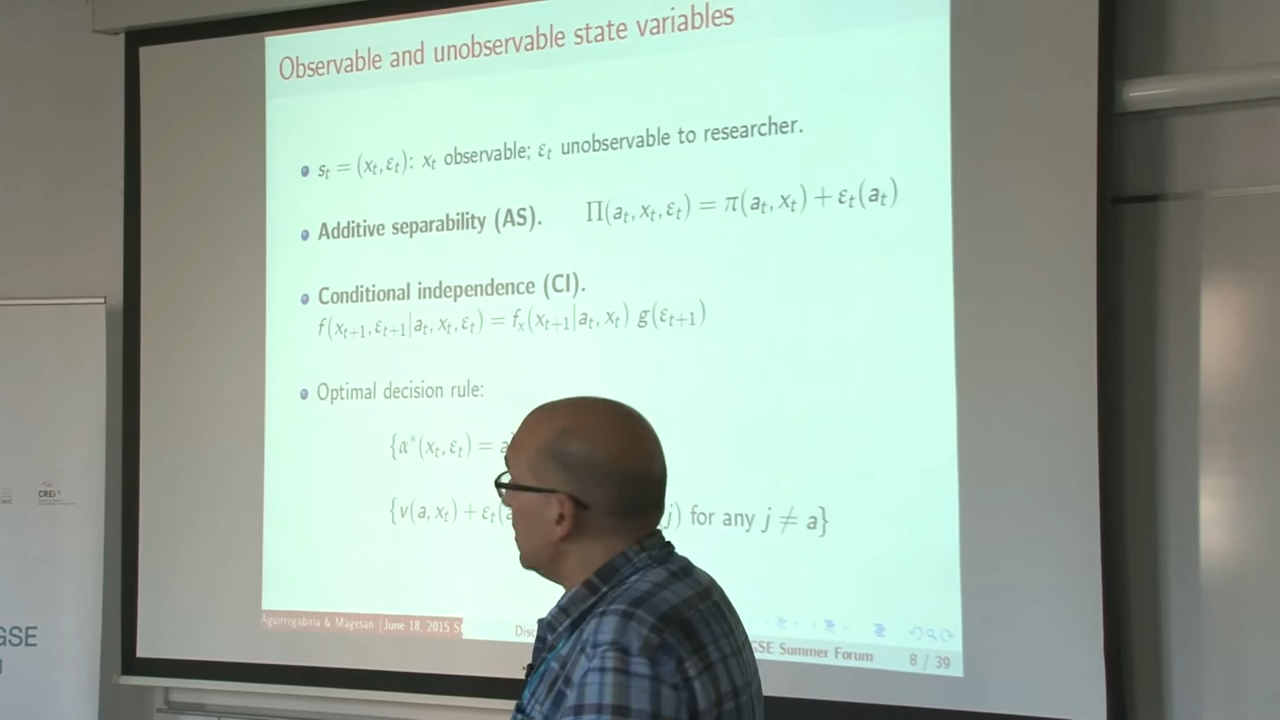 Observable and unobservable state variables
s_t = (x_t, ε_t): x_t observable; ε_t unobservable to researcher.
Additive separability (AS). Π(a_t, x_t, ε_t) = π(a_t, x_t) + ε_t(a_t)
Conditional independence (CI).
f(x_{t+1}, ε_{t+1}|a_t, x_t, ε_t) = f_x(x_{t+1}|a_t, x_t) g(ε_{t+1})
Optimal decision rule:
{α*(x_t, ε_t) = a
{v(a, x_t) + ε_t( j) for any j ≠ a}
Aguirregabiria & Magesan (June 18, 2015 Disc SE Summer Forum 8 / 39
CREi
GSE